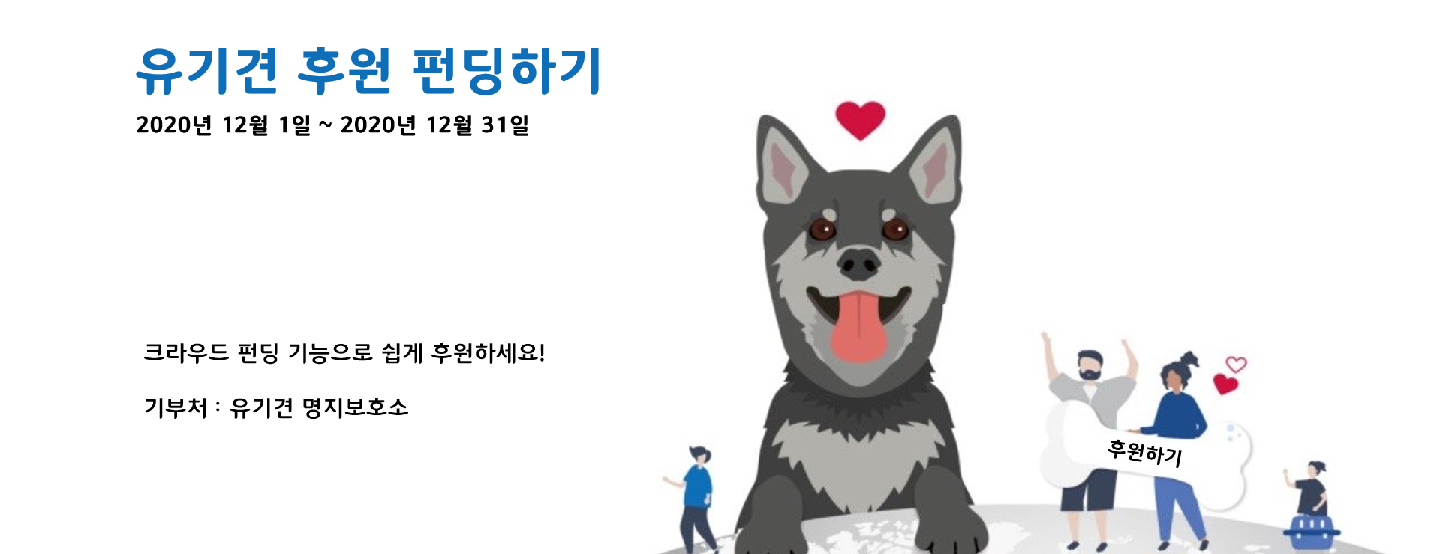 유기견 후원 펀딩하기
2020년 12월 1일 ~ 2020년 12월 31일
크라우드 펀딩 기능으로 쉽게 후원하세요!
기부처 : 유기견 명지보호소
후원하기